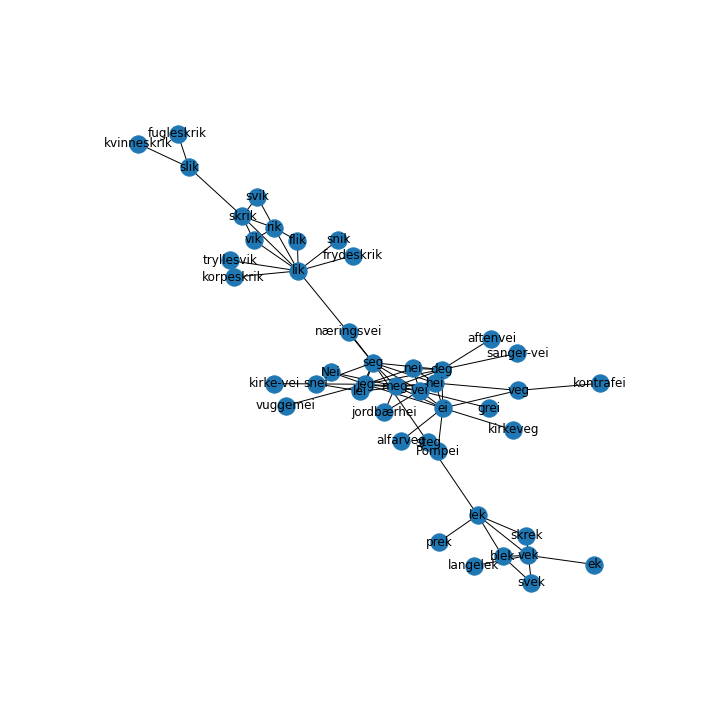 fugleskrik
kvinneskrik
slik
svik
skrik
rik
vik
flik
snik
frydeskrik
tryllesvik
lik
korpeskrik
næringsvei
aftenvei
sanger-vei
seg
nei
deg
Nei
kirke-vei
snei
jeg
meg
hei
lei
vei
veg
kontrafei
vuggemei
jordbærhei
ei
grei
kirkeveg
alfarveg
steg
Pompei
lek
skrek
prek
blek
vek
langelek
ek
svek